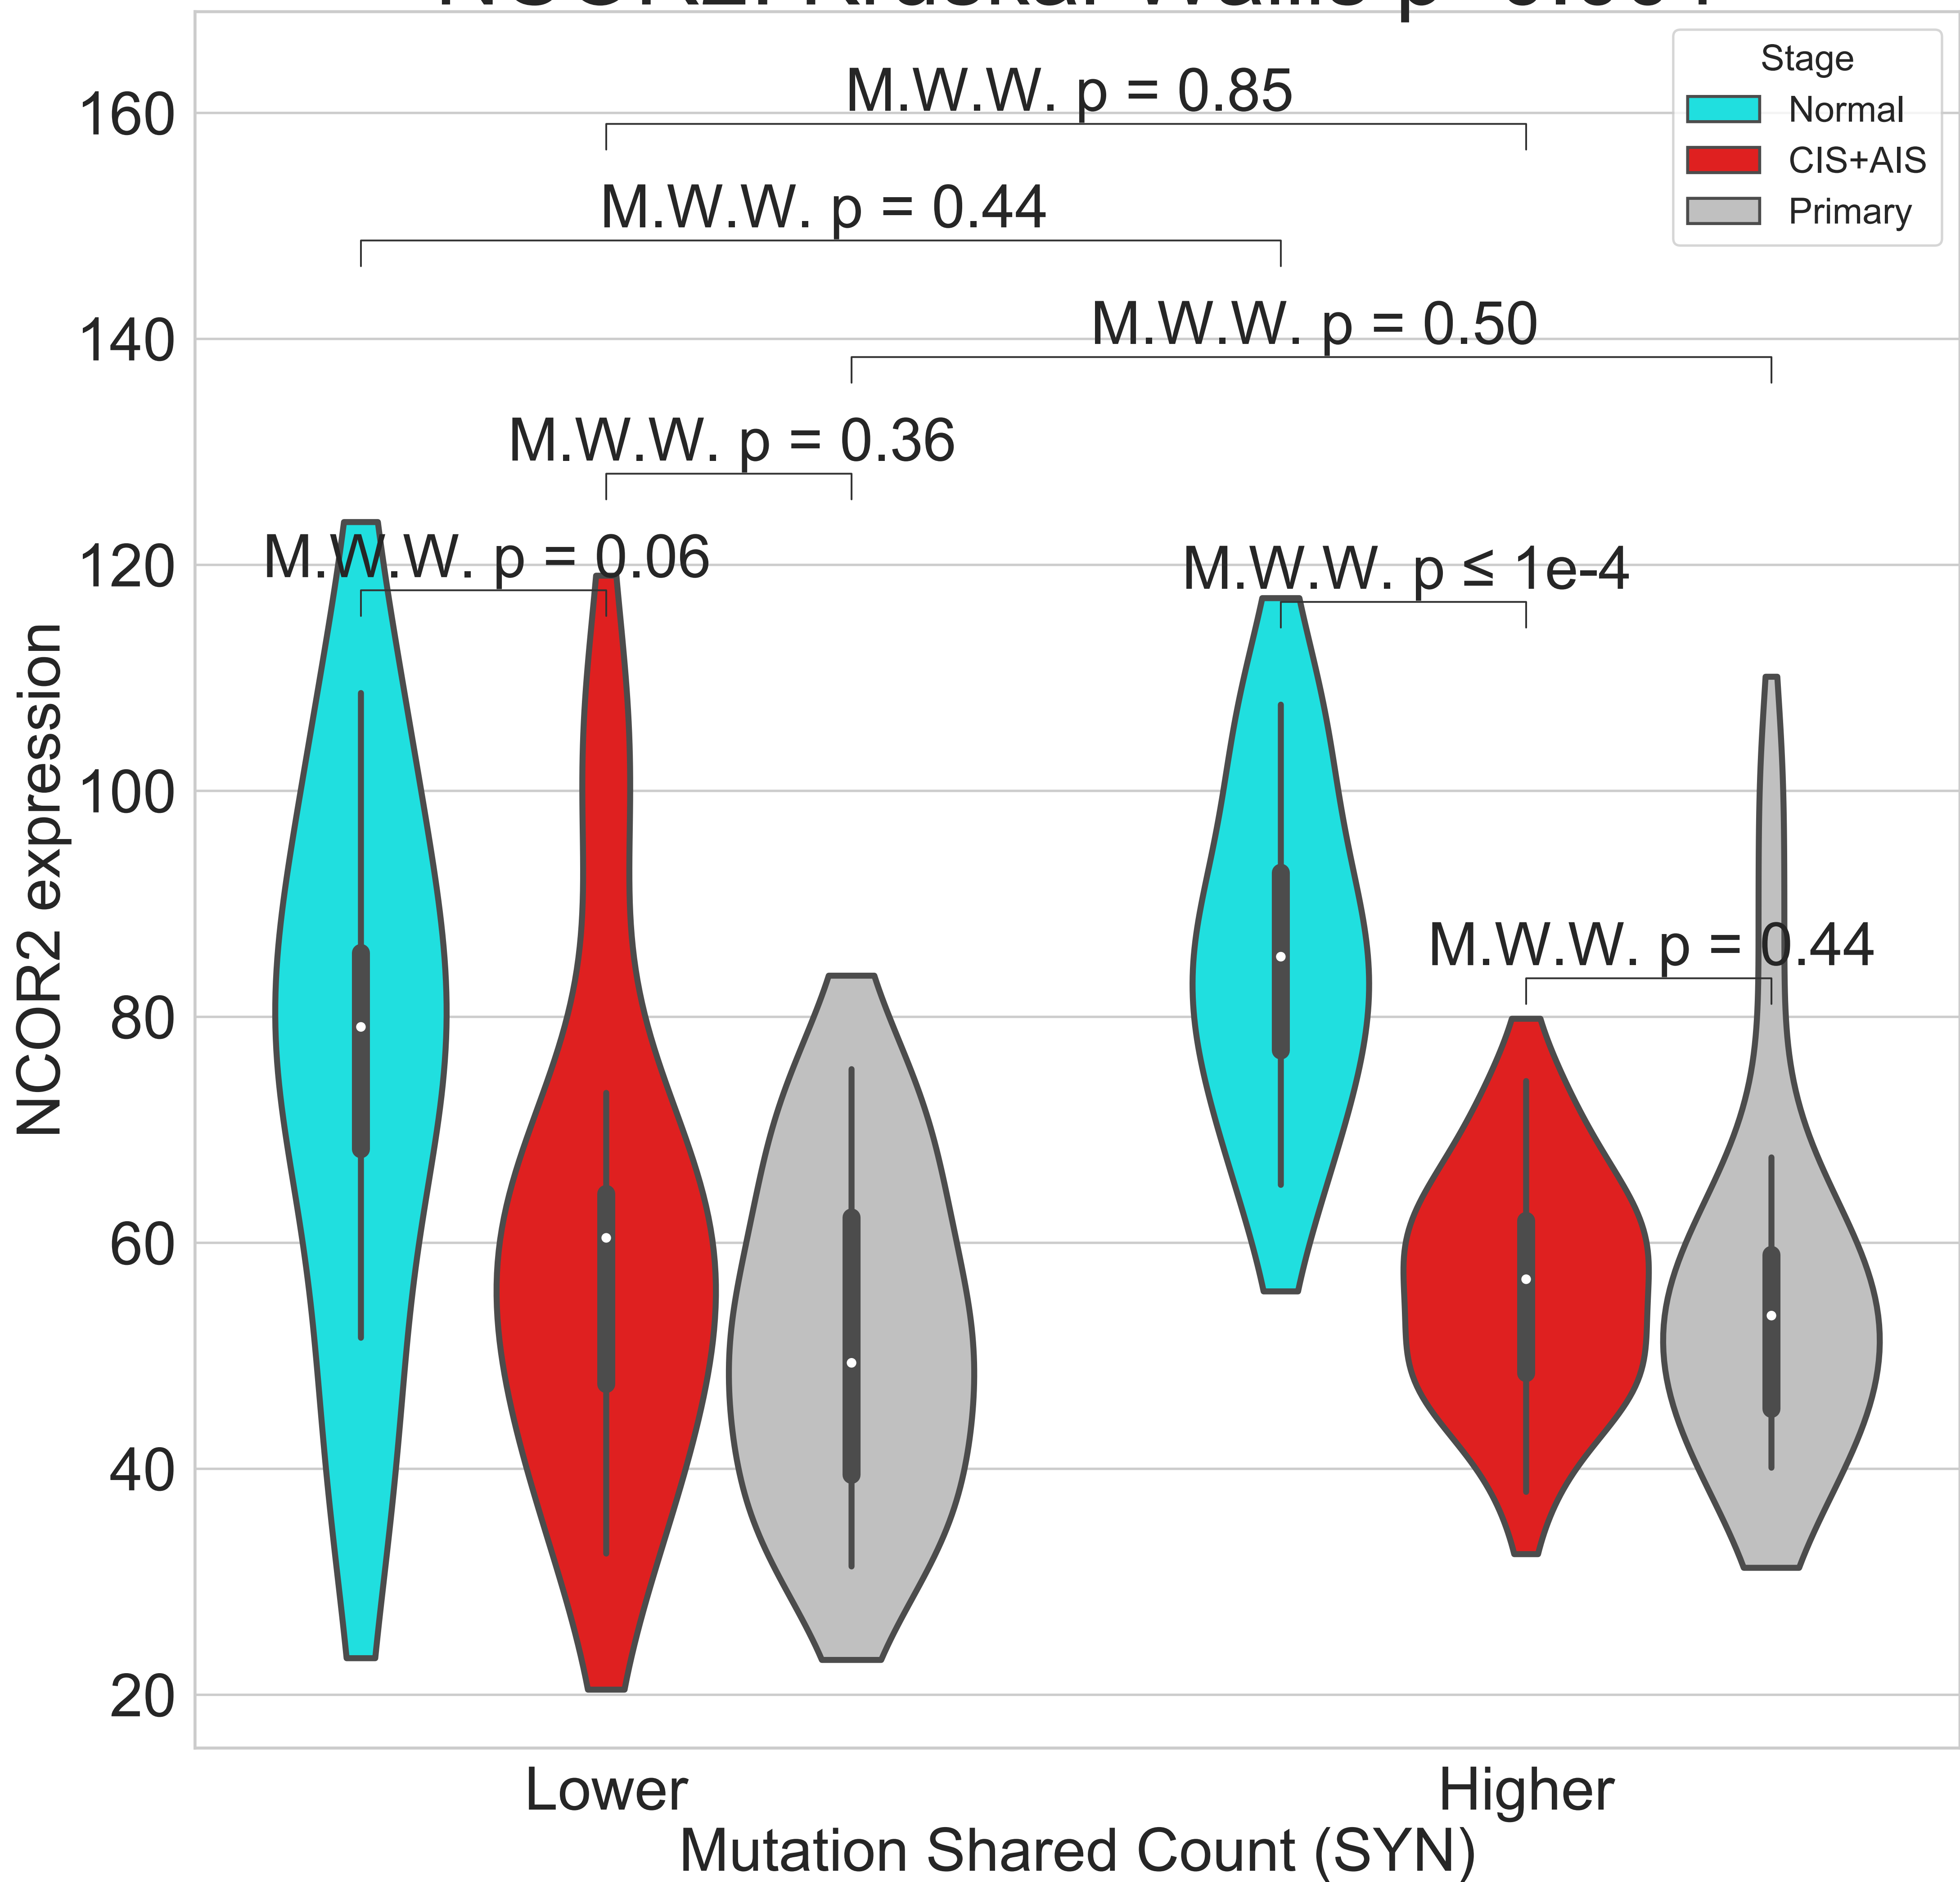 M.W.W. p = 0.85
M.W.W. p = 0.44
M.W.W. p = 0.50
M.W.W. p = 0.36
M.W.W. p = 0.06
M.W.W. p ≤ 1e-4
M.W.W. p = 0.44
Stage
Normal
CIS+AIS
Primary
160
140
120
100
80
60
40
20
NCOR2 expression
Lower
Higher
Mutation Shared Count (SYN)